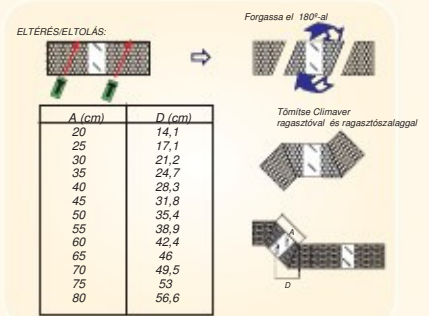 ELTÉRÉS/ELTOLÁS:
Forgassa el 180º-al
A (cm) D (cm)
20 14,1
25 17,1
30 21,2
35 24,7
40 28,3
45 31,8
50 35,4
55 38,9
60 42,4
65 46
70 49,5
75 53
80 56,6
Tömítse Climaver
ragasztóval és ragasztószalaggal
A
D